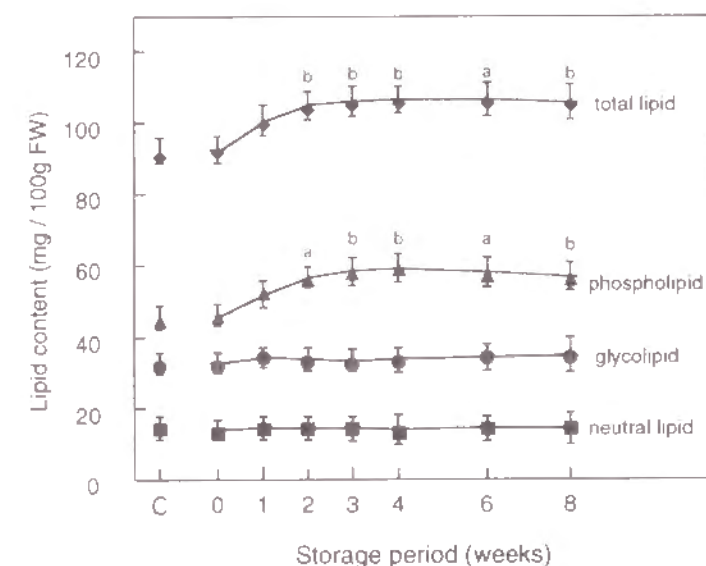 Lipid content (mg / 100g FW)
120
100
80
60
40
20
0
b b b a b
total lipid
a b b a b
phospholipid
glycolipid
neutral lipid
C 0 1 2 3 4 6 8
Storage period (weeks)